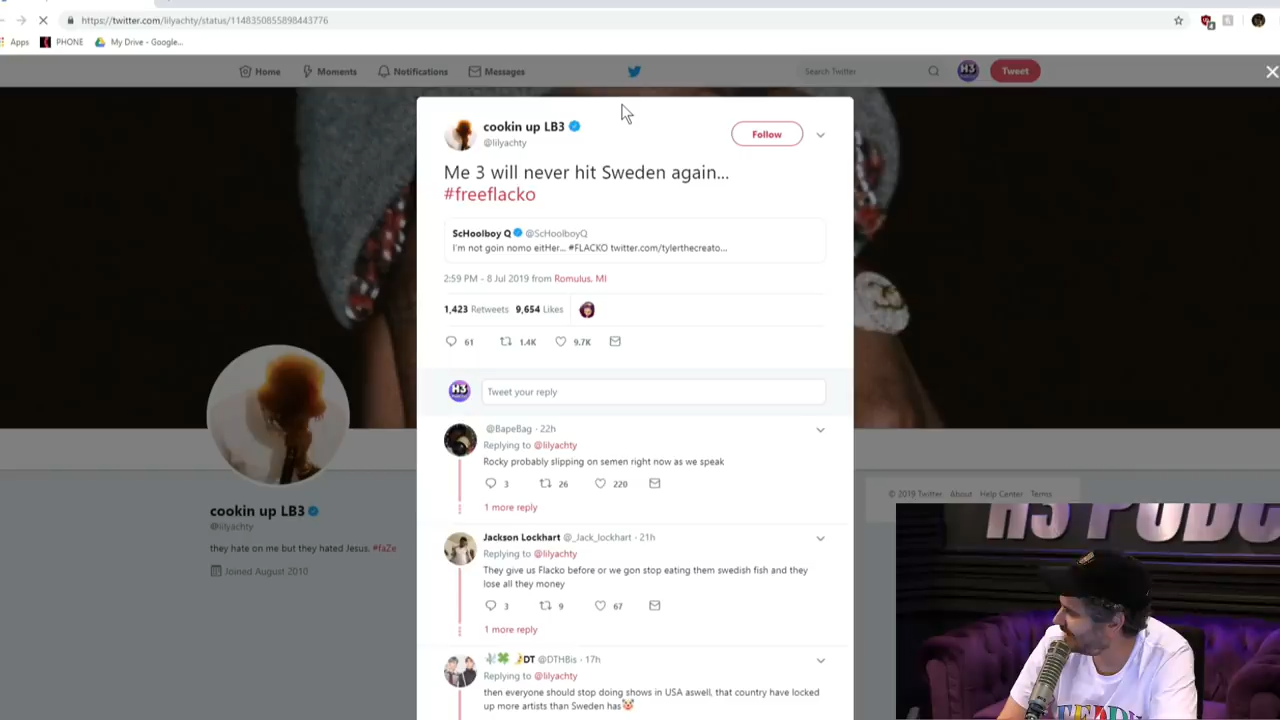 https://twitter.com/lilyachty/status/1148350855898443776
Apps PHONE My Drive - Google...
Home Moments Notifications Messages Search Twitter H3 Tweet
cookin up LB3
@lilyachty
Follow
Me 3 will never hit Sweden again...
#freeflacko
ScHoolboy Q @ScHoolboyQ
I'm not goin nomo eitHer... #FLACKO twitter.com/tylerthecreato...
2:59 PM - 8 Jul 2019 from Romulus, MI
1,423 Retweets 9,654 Likes
61 1.4K 9.7K
H3 Tweet your reply
@BapeBag · 22h
Replying to @lilyachty
Rocky probably slipping on semen right now as we speak
3 26 220
1 more reply
Jackson Lockhart @_Jack_lockhart · 21h
Replying to @lilyachty
They give us Flacko before or we gon stop eating them swedish fish and they
lose all they money
3 9 67
1 more reply
DT @DTHBis · 17h
Replying to @lilyachty
then everyone should stop doing shows in USA aswell, that country have locked
up more artists than Sweden has
cookin up LB3
@lilyachty
they hate on me but they hated Jesus. #faZe
Joined August 2010
© 2019 Twitter About Help Center Terms
H3 PODC